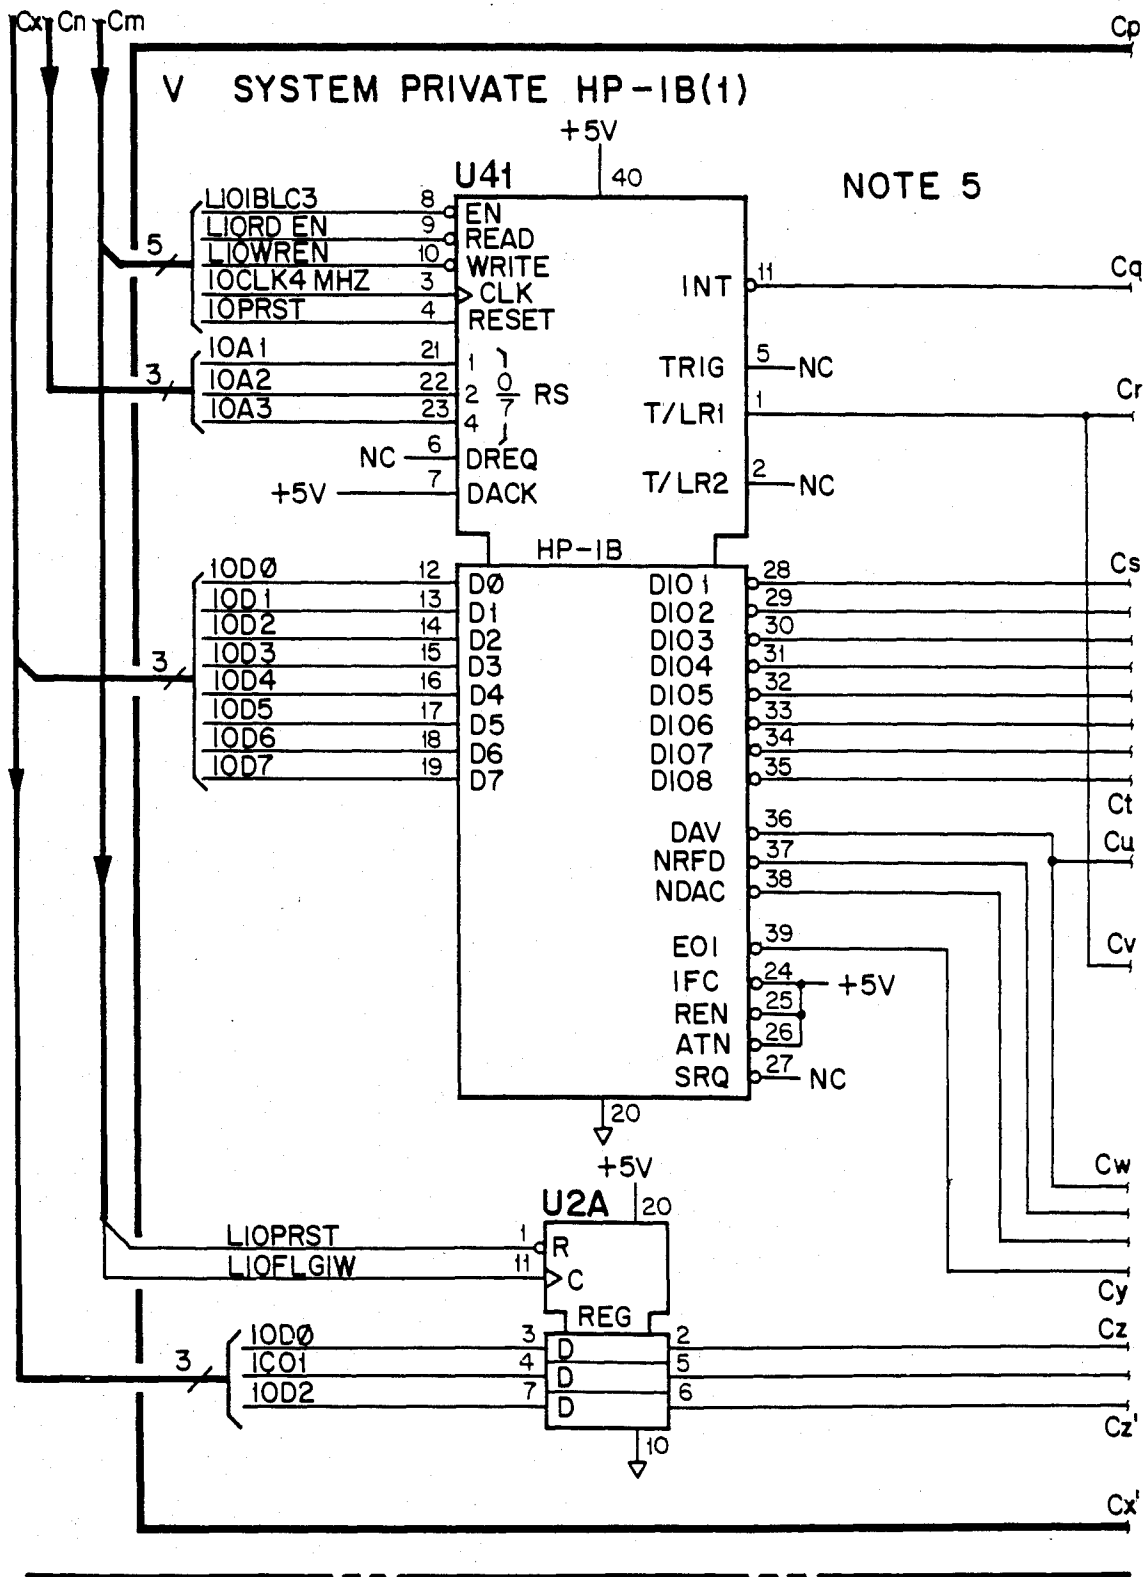 Cx Cn Cm Cp
V SYSTEM PRIVATE HP-IB(1)
+5V
U41 40 NOTE 5
LIOIBLC3 8 EN
LIORD EN 9 READ
LIOWREN 10 WRITE
5
IOCLK4 MHZ 3 CLK
IOPRST 4 RESET
INT 11 Cq
IOA1 21 1
IOA2 22 2 0/7 RS
IOA3 23 4
3
TRIG 5 NC
T/LR1 1 Cr
NC 6 DREQ
+5V 7 DACK
T/LR2 2 NC
HP-IB
IOD0 12 DØ DIO1 28 Cs
IOD1 13 D1 DIO2 29
IOD2 14 D2 DIO3 30
IOD3 15 D3 DIO4 31
3
IOD4 16 D4 DIO5 32
IOD5 17 D5 DIO6 33
IOD6 18 D6 DIO7 34
IOD7 19 D7 DIO8 35
Ct
DAV 36 Cu
NRFD 37
NDAC 38
EOI 39 Cv
IFC 24 +5V
REN 25
ATN 26
SRQ 27 NC
20
+5V
Cw
U2A 20
LIOPRST 1 R
LIOFLGIW 11 C
Cy
REG
IODØ 3 D 2 Cz
3
ICO1 4 D 5
IOD2 7 D 6
Cz'
10
Cx'